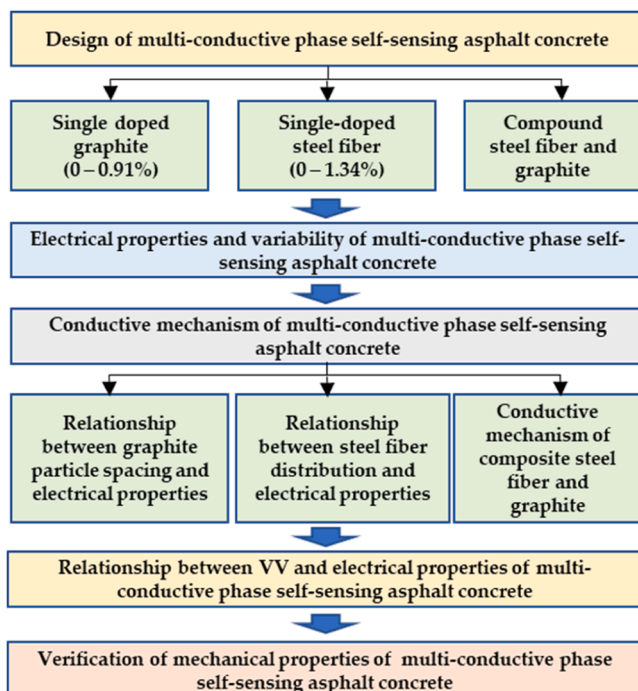 Design of multi-conductive phase self-sensing asphalt concrete
Single doped
graphite
(0 – 0.91%)
Single-doped
steel fiber
(0 – 1.34%)
Compound
steel fiber and
graphite
Electrical properties and variability of multi-conductive phase self-
sensing asphalt concrete
Conductive mechanism of multi-conductive phase self-sensing
asphalt concrete
Relationship
between graphite
particle spacing and
electrical properties
Relationship
between steel fiber
distribution and
electrical properties
Conductive
mechanism of
composite steel
fiber and
graphite
Relationship between VV and electrical properties of multi-
conductive phase self-sensing asphalt concrete
Verification of mechanical properties of multi-conductive phase
self-sensing asphalt concrete